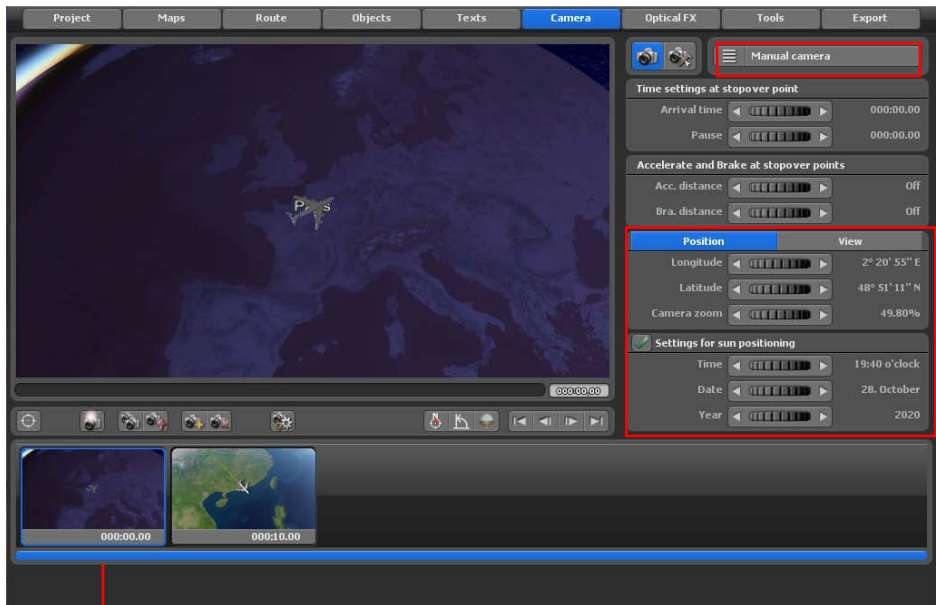 Project Maps Route Objects Texts Camera Optical FX Tools Export
Manual camera
Time settings at stopover point
Arrival time 000:00.00
Pause 000:00.00
Accelerate and Brake at stopover points
Acc. distance Off
Bra. distance Off
Position View
Longitude 2° 20' 55" E
Latitude 48° 51' 11" N
Camera zoom 49.80%
Settings for sun positioning
Time 19:40 o'clock
Date 28. October
Year 2020
000:00.00
N
000:00.00 000:10.00